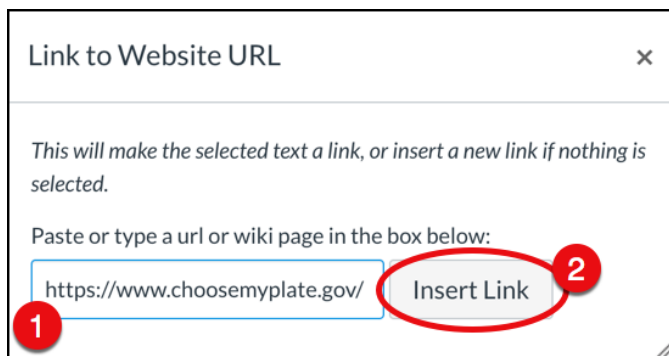 Link to Website URL ×
This will make the selected text a link, or insert a new link if nothing is
selected.
Paste or type a url or wiki page in the box below:
https://www.choosemyplate.gov/ Insert Link 2
1